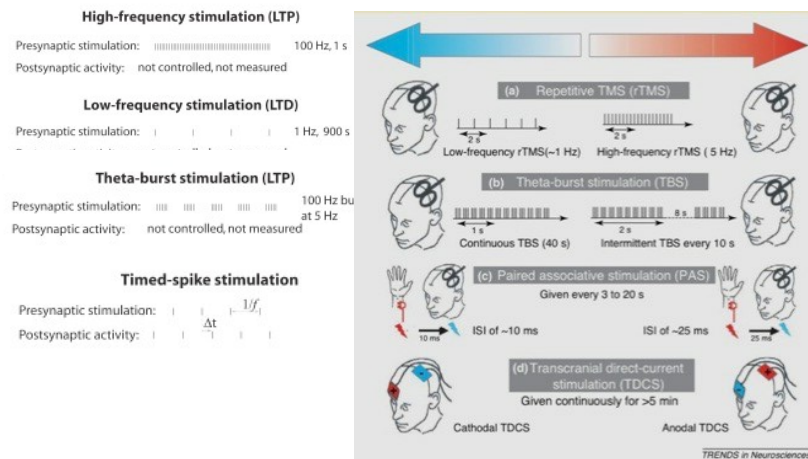 High-frequency stimulation (LTP)
Presynaptic stimulation: 100 Hz, 1 s
Postsynaptic activity: not controlled, not measured
Low-frequency stimulation (LTD)
Presynaptic stimulation: 1 Hz, 900 s
Theta-burst stimulation (LTP)
Presynaptic stimulation: 100 Hz bu
at 5 Hz
Postsynaptic activity: not controlled, not measured
Timed-spike stimulation
Presynaptic stimulation: 1/f
Δt
Postsynaptic activity:
(a) Repetitive TMS (rTMS)
2 s
2 s
Low-frequency rTMS(~1 Hz)
High-frequency rTMS ( 5 Hz)
(b) Theta-burst stimulation (TBS)
8 s
1 s
2 s
Continuous TBS (40 s)
Intermittent TBS every 10 s
(c) Paired associative stimulation (PAS)
Given every 3 to 20 s
ISI of ~10 ms
ISI of ~25 ms
10 ms
25 ms
(d) Transcranial direct-current
stimulation (TDCS)
Given continuously for >5 min
Cathodal TDCS
Anodal TDCS
TRENDS in Neurosciences